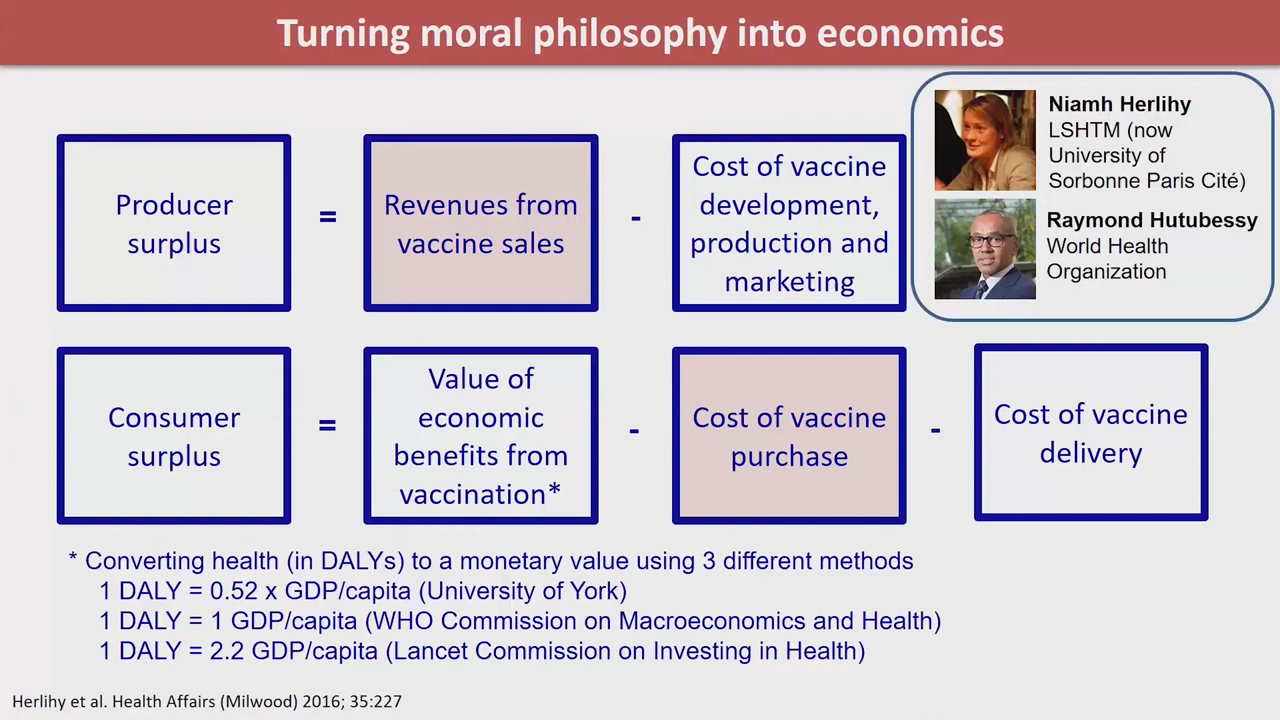 Turning moral philosophy into economics
Niamh Herlihy
LSHTM (now
University of
Sorbonne Paris Cité)
Raymond Hutubessy
World Health
Organization
Producer
surplus
=
Revenues from
vaccine sales
-
Cost of vaccine
development,
production and
marketing
Consumer
surplus
=
Value of
economic
benefits from
vaccination*
-
Cost of vaccine
purchase
-
Cost of vaccine
delivery
* Converting health (in DALYs) to a monetary value using 3 different methods
1 DALY = 0.52 x GDP/capita (University of York)
1 DALY = 1 GDP/capita (WHO Commission on Macroeconomics and Health)
1 DALY = 2.2 GDP/capita (Lancet Commission on Investing in Health)
Herlihy et al. Health Affairs (Milwood) 2016; 35:227